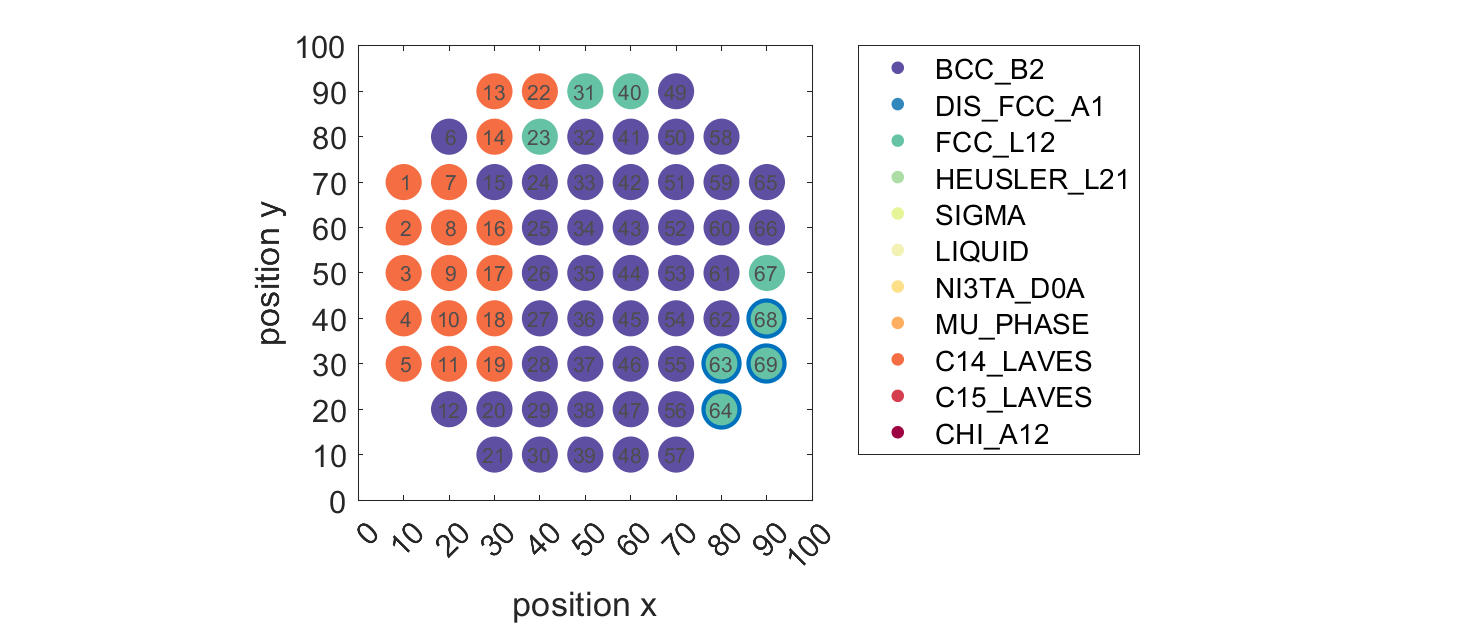 100
90 13 22 31 40 49
80 6 14 23 32 41 50 58
70 1 7 15 24 33 42 51 59 65
60 2 8 16 25 34 43 52 60 66
50 3 9 17 26 35 44 53 61 67
40 4 10 18 27 36 45 54 62 68
30 5 11 19 28 37 46 55 63 69
20 12 20 29 38 47 56 64
10 21 30 39 48 57
0
position y
0 10 20 30 40 50 60 70 80 90 100
position x
BCC_B2
DIS_FCC_A1
FCC_L12
HEUSLER_L21
SIGMA
LIQUID
NI3TA_D0A
MU_PHASE
C14_LAVES
C15_LAVES
CHI_A12